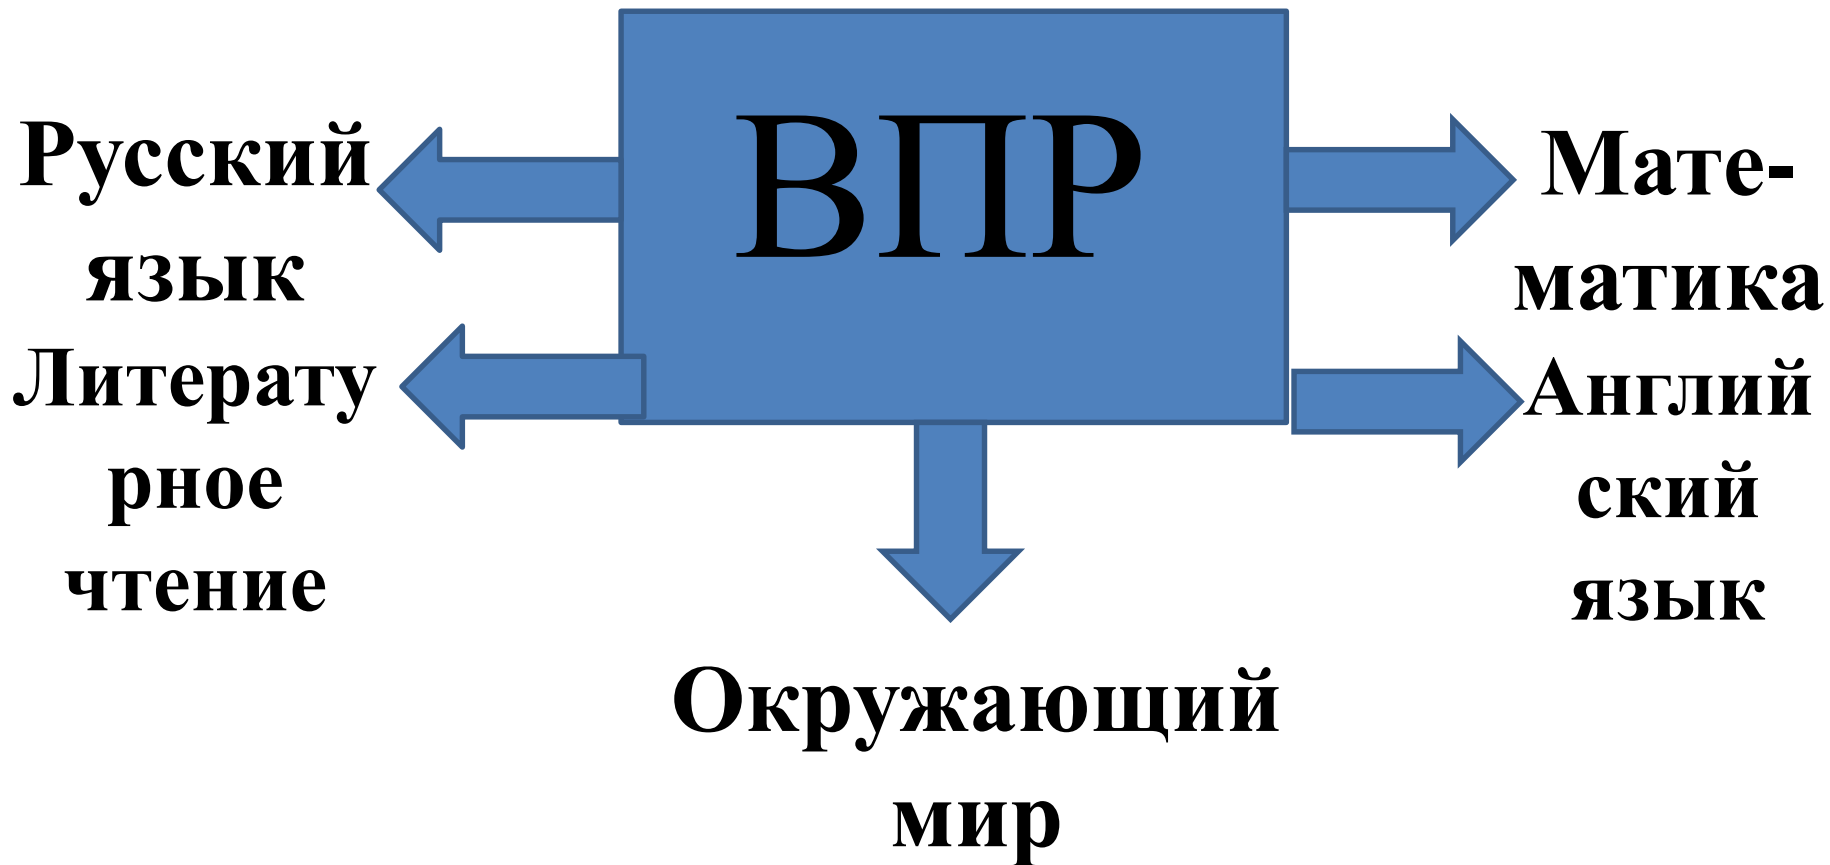 ВПР
Русский
язык
Литерату
рное
чтение
Окружающий
мир
Мате-
матика
Англий
ский
язык